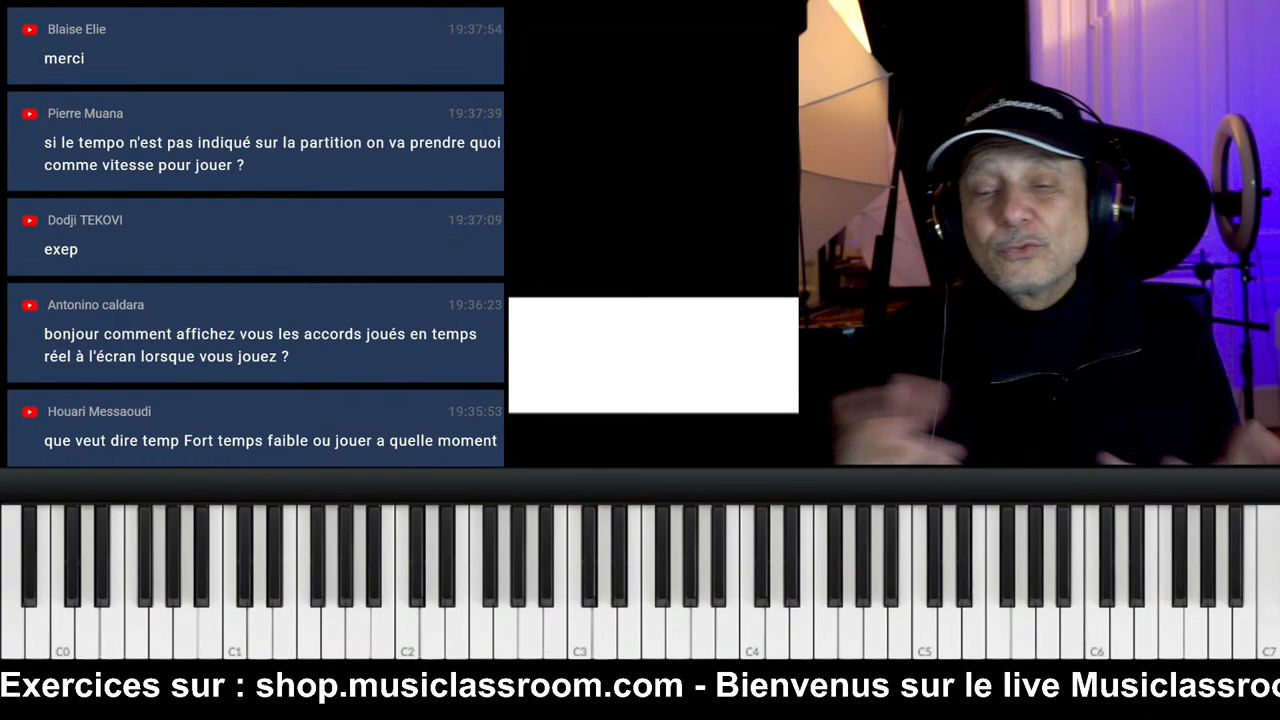 Blaise Elie 19:37:54
merci
Pierre Muana 19:37:39
si le tempo n'est pas indiqué sur la partition on va prendre quoi
comme vitesse pour jouer ?
Dodji TEKOVI 19:37:09
exep
Antonino caldara 19:36:23
bonjour comment affichez vous les accords joués en temps
réel à l'écran lorsque vous jouez ?
Houari Messaoudi 19:35:53
que veut dire temp Fort temps faible ou jouer a quelle moment
C0 C1 C2 C3 C4 C5 C6 C7
Exercices sur : shop.musiclassroom.com - Bienvenus sur le live Musiclassroo